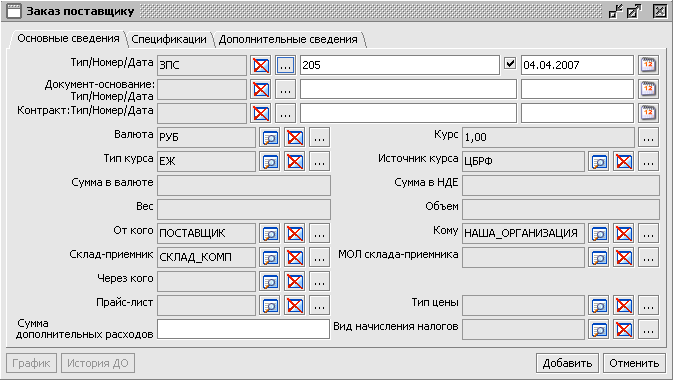 Заказ поставщику
Основные сведения Спецификации Дополнительные сведения
Тип/Номер/Дата ЗПС ... 205 04.04.2007
Документ-основание:
Тип/Номер/Дата ...
Контракт:Тип/Номер/Дата ...
Валюта РУБ ... Курс 1,00 ...
Тип курса ЕЖ ... Источник курса ЦБРФ ...
Сумма в валюте Сумма в НДЕ
Вес Объем
От кого ПОСТАВЩИК ... Кому НАША_ОРГАНИЗАЦИЯ ...
Склад-приемник СКЛАД_КОМП ... МОЛ склада-приемника ...
Через кого ...
Прайс-лист ... Тип цены ...
Сумма
дополнительных расходов Вид начисления налогов ...
График История ДО Добавить Отменить